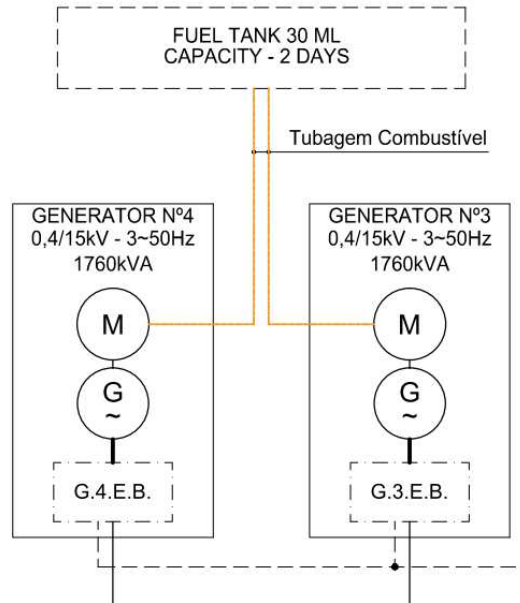 FUEL TANK 30 ML
CAPACITY - 2 DAYS
Tubagem Combustível
GENERATOR Nº4
0,4/15kV - 3~50Hz
1760kVA
M
G
~
G.4.E.B.
GENERATOR Nº3
0,4/15kV - 3~50Hz
1760kVA
M
G
~
G.3.E.B.